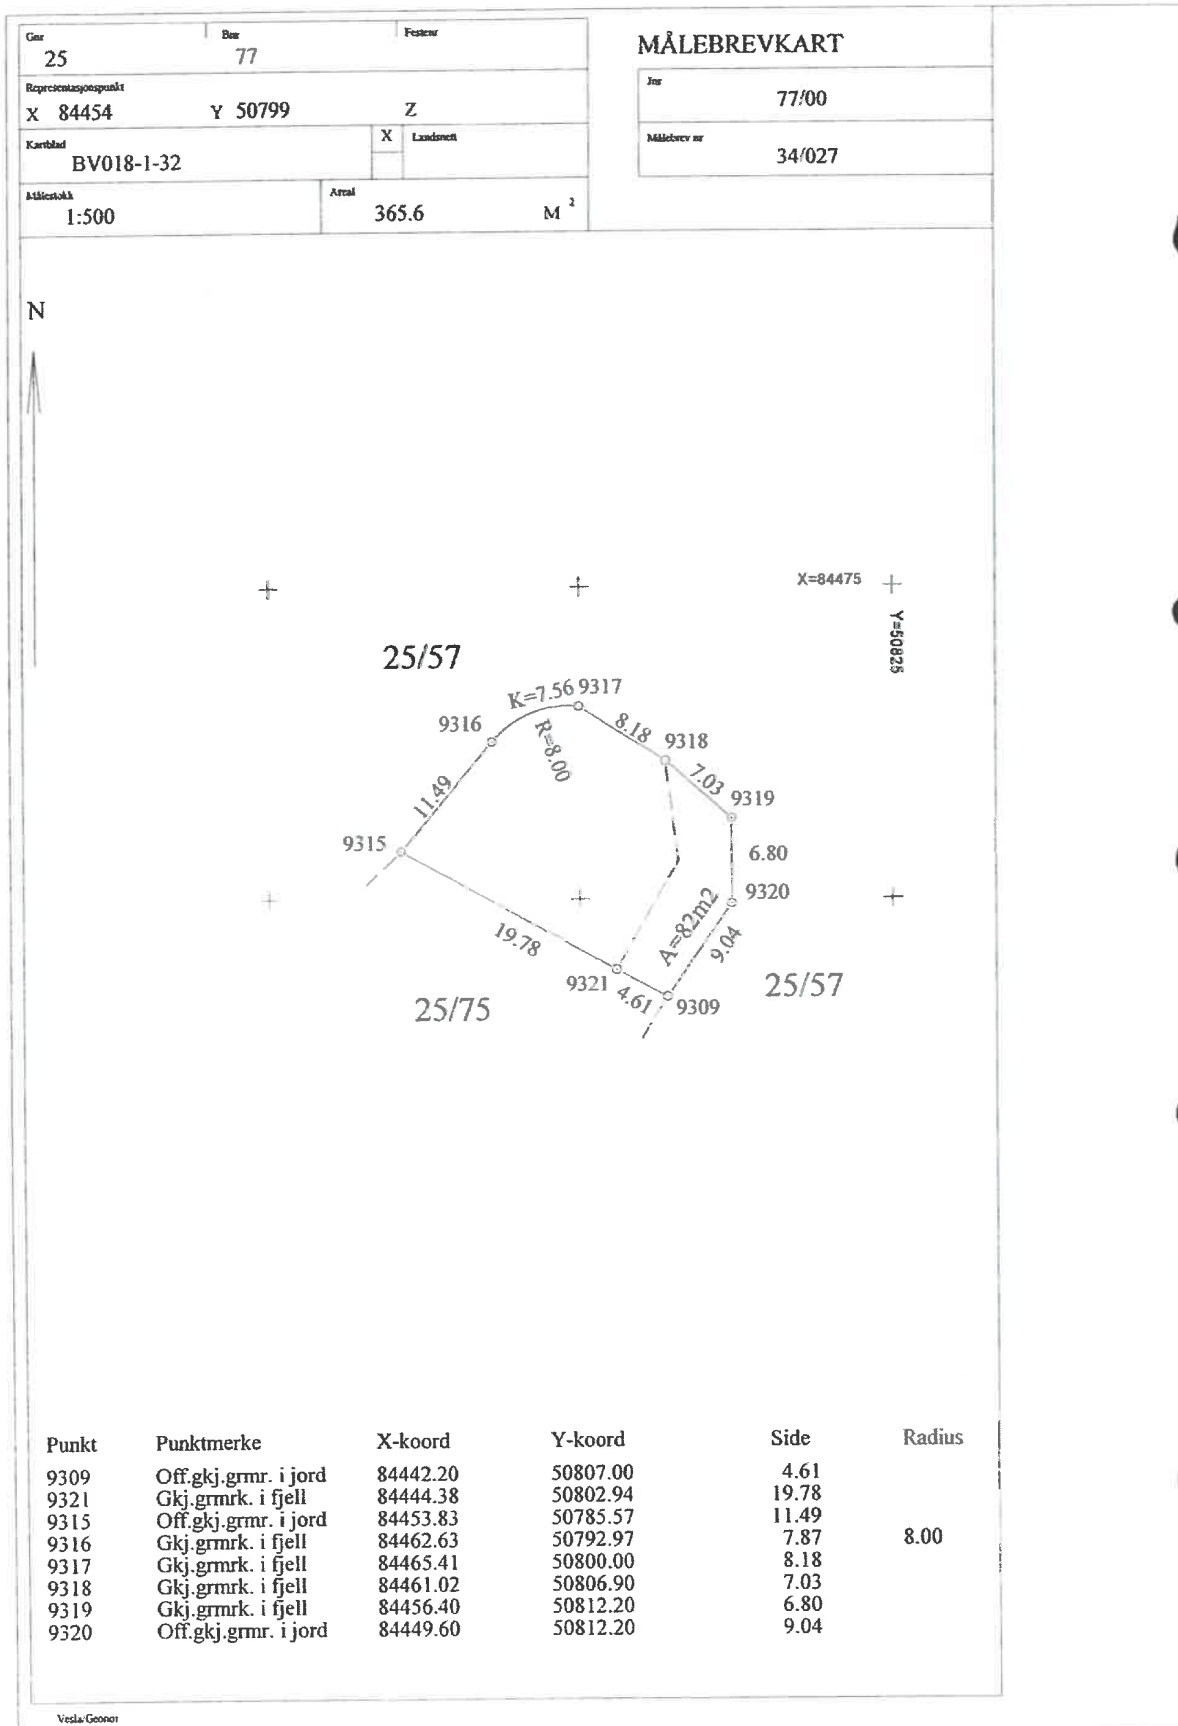 Gnr Bnr Festenr
25 77
MÅLEBREVKART
Representasjonspunkt
X 84454 Y 50799 Z
Jnr
77/00
Kartblad X Landsnett
BV018-1-32
Målebrev nr
34/027
Målestokk Areal
1:500 365.6 M 2
N
X=84475
Y=50825
25/57
K=7.56 9317
9316
R=8.00
8.18 9318
7.03 9319
11.49
9315
6.80
9320
A=82m2
9.04
19.78
9321
4.61
9309
25/57
25/75
Punkt Punktmerke X-koord Y-koord Side Radius
9309 Off.gkj.grmr. i jord 84442.20 50807.00 4.61
9321 Gkj.grmrk. i fjell 84444.38 50802.94 19.78
9315 Off.gkj.grmr. i jord 84453.83 50785.57 11.49
9316 Gkj.grmrk. i fjell 84462.63 50792.97 7.87 8.00
9317 Gkj.grmrk. i fjell 84465.41 50800.00 8.18
9318 Gkj.grmrk. i fjell 84461.02 50806.90 7.03
9319 Gkj.grmrk. i fjell 84456.40 50812.20 6.80
9320 Off.gkj.grmr. i jord 84449.60 50812.20 9.04
Vesla/Geonor